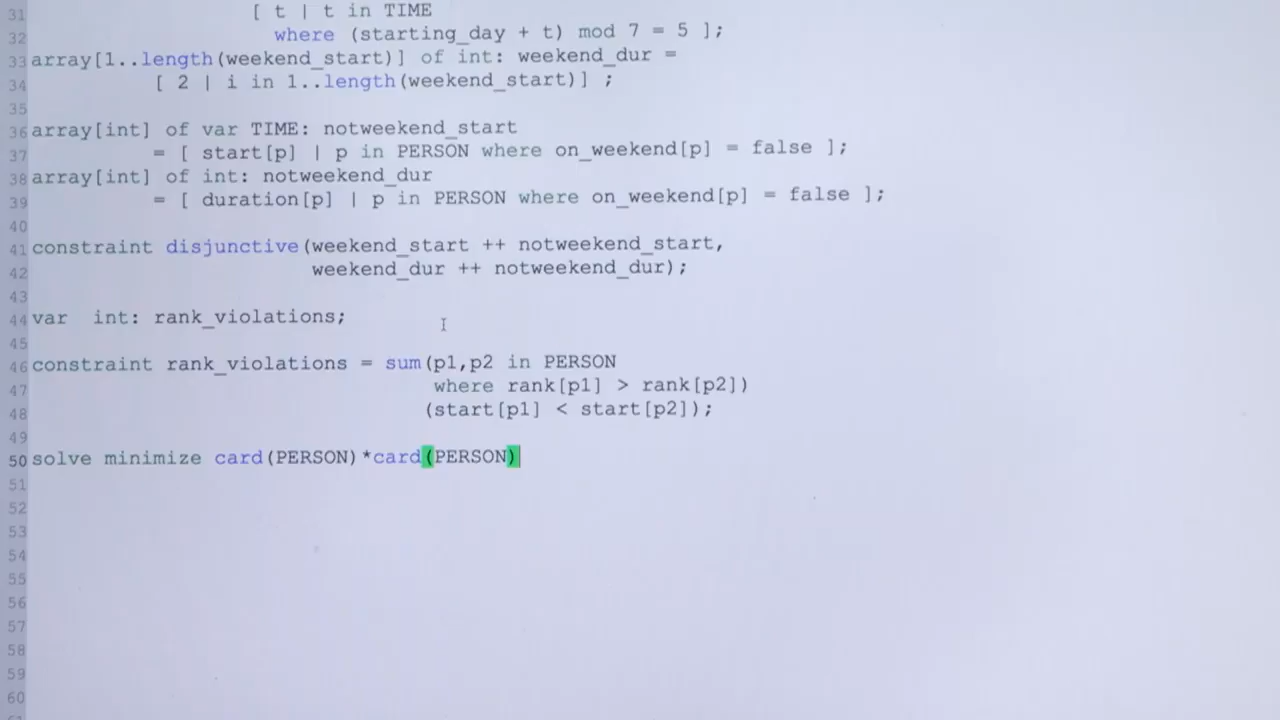 31 [ t | t in TIME
32 where (starting_day + t) mod 7 = 5 ];
33 array[1..length(weekend_start)] of int: weekend_dur =
34 [ 2 | i in 1..length(weekend_start)] ;
35
36 array[int] of var TIME: notweekend_start
37 = [ start[p] | p in PERSON where on_weekend[p] = false ];
38 array[int] of int: notweekend_dur
39 = [ duration[p] | p in PERSON where on_weekend[p] = false ];
40
41 constraint disjunctive(weekend_start ++ notweekend_start,
42 weekend_dur ++ notweekend_dur);
43
44 var int: rank_violations;
45
46 constraint rank_violations = sum(p1,p2 in PERSON
47 where rank[p1] > rank[p2])
48 (start[p1] < start[p2]);
49
50 solve minimize card(PERSON)*card(PERSON)
51
52
53
54
55
56
57
58
59
60